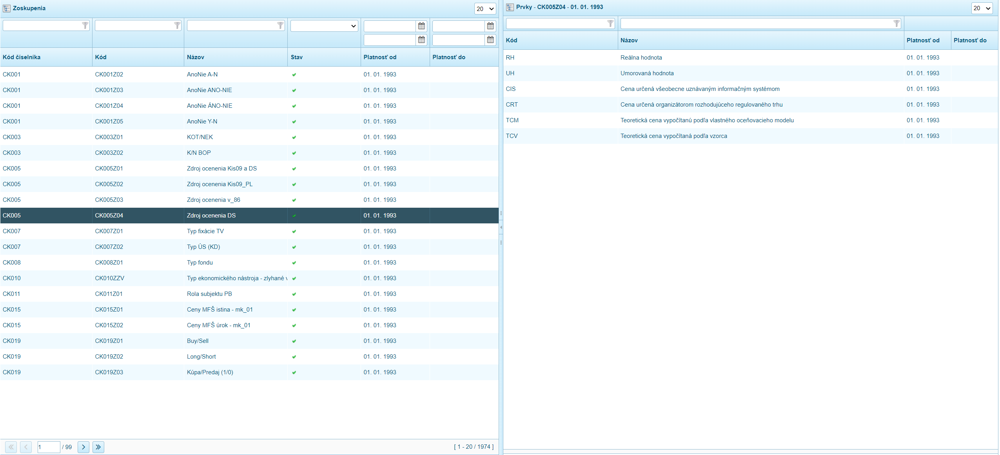 Zoskupenia
20
Kód číselníka Kód Názov Stav Platnosť od Platnosť do
CK001 CK001Z02 AnoNie A-N 01. 01. 1993
CK001 CK001Z03 AnoNie ANO-NIE 01. 01. 1993
CK001 CK001Z04 AnoNie ÁNO-NIE 01. 01. 1993
CK001 CK001Z05 AnoNie Y-N 01. 01. 1993
CK003 CK003Z01 KOT/NEK 01. 01. 1993
CK003 CK003Z02 K/N BOP 01. 01. 1993
CK005 CK005Z01 Zdroj ocenenia Kis09 a DS 01. 01. 1993
CK005 CK005Z02 Zdroj ocenenia Kis09_PL 01. 01. 1993
CK005 CK005Z03 Zdroj ocenenia v_86 01. 01. 1993
CK005 CK005Z04 Zdroj ocenenia DS 01. 01. 1993
CK007 CK007Z01 Typ fixácie TV 01. 01. 1993
CK007 CK007Z02 Typ ÚS (KD) 01. 01. 1993
CK008 CK008Z01 Typ fondu 01. 01. 1993
CK010 CK010ZZV Typ ekonomického nástroja - zlyhané v 01. 01. 1993
CK011 CK011Z01 Rola subjektu PB 01. 01. 1993
CK015 CK015Z01 Ceny MFŠ istina - mk_01 01. 01. 1993
CK015 CK015Z02 Ceny MFŠ úrok - mk_01 01. 01. 1993
CK019 CK019Z01 Buy/Sell 01. 01. 1993
CK019 CK019Z02 Long/Short 01. 01. 1993
CK019 CK019Z03 Kúpa/Predaj (1/0) 01. 01. 1993
1 / 99 [ 1 - 20 / 1974 ]
Prvky - CK005Z04 - 01. 01. 1993
20
Kód Názov Platnosť od Platnosť do
RH Reálna hodnota 01. 01. 1993
UH Umorovaná hodnota 01. 01. 1993
CIS Cena určená všeobecne uznávaným informačným systémom 01. 01. 1993
CRT Cena určená organizátorom rozhodujúceho regulovaného trhu 01. 01. 1993
TCM Teoretická cena vypočítanú podľa vlastného oceňovacieho modelu 01. 01. 1993
TCV Teoretická cena vypočítaná podľa vzorca 01. 01. 1993